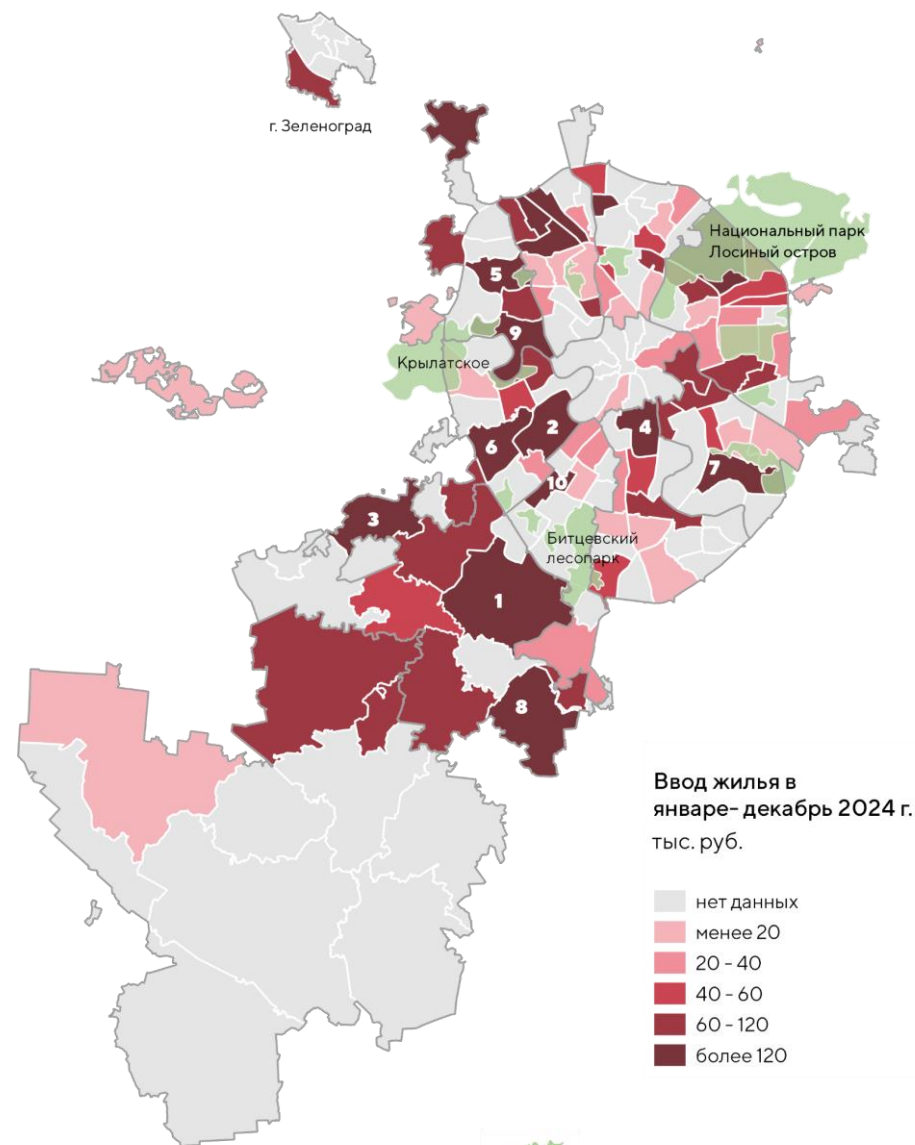 г. Зеленоград
Национальный парк
Лосиный остров
5
9
Крылатское
2
4
6
7
10
3
Битцевский
лесопарк
1
8
Ввод жилья в
январе- декабрь 2024 г.
тыс. руб.
нет данных
менее 20
20 - 40
40 - 60
60 - 120
более 120